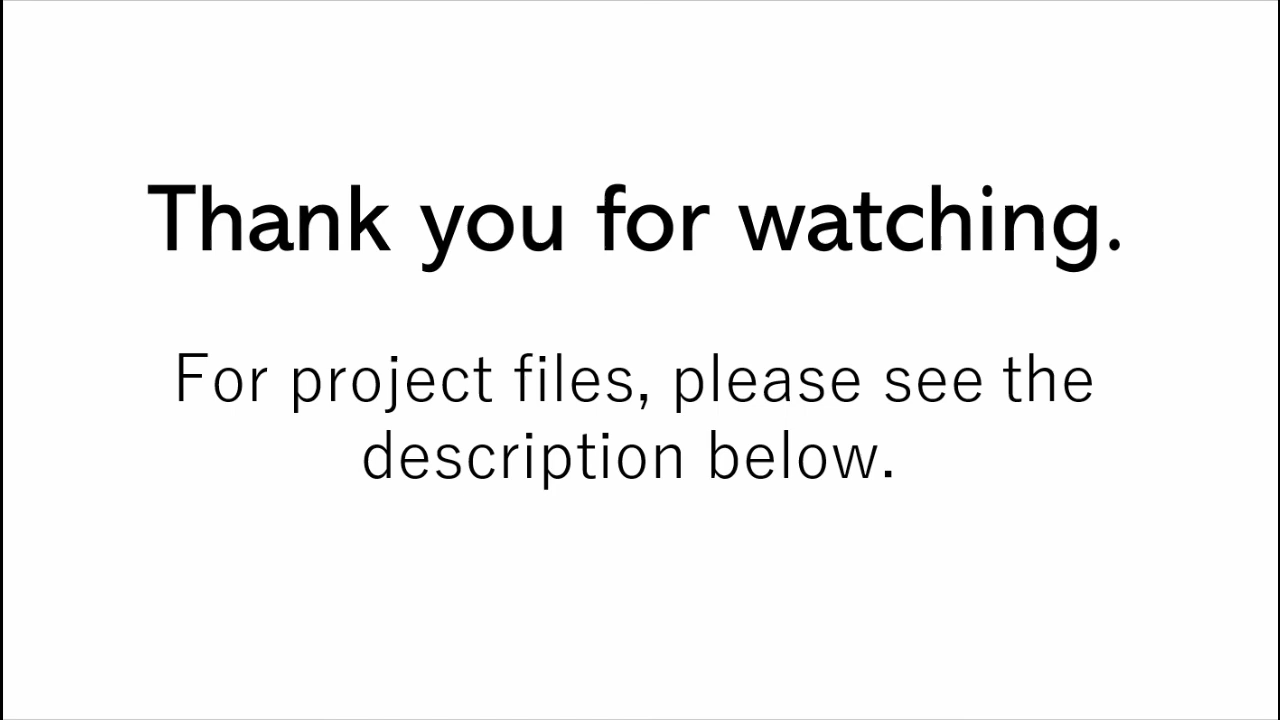 Thank you for watching.
For project files, please see the
description below.